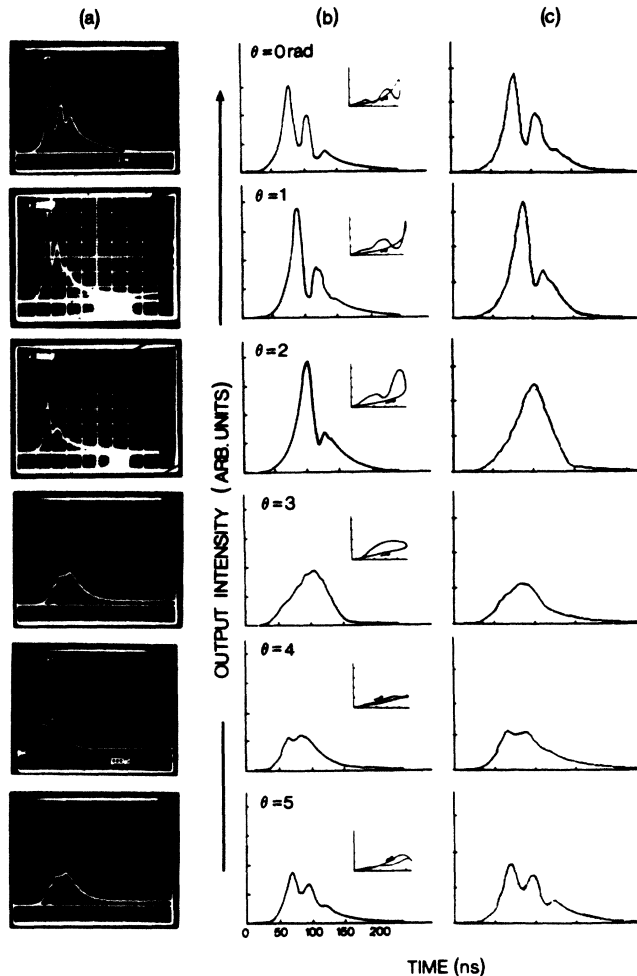 (a) (b) (c)
θ = 0 rad
θ = 1
θ = 2
θ = 3
θ = 4
θ = 5
OUTPUT INTENSITY (ARB. UNITS)
0 50 100 150 200
TIME (ns)